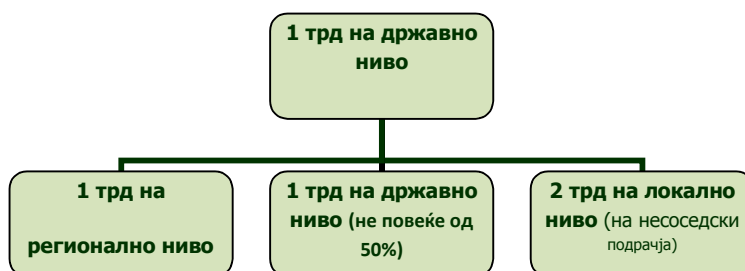 1 трд на државно
ниво
1 трд на
регионално ниво
1 трд на државно
ниво (не повеќе од
50%)
2 трд на локално
ниво (на несоседски
подрачја)